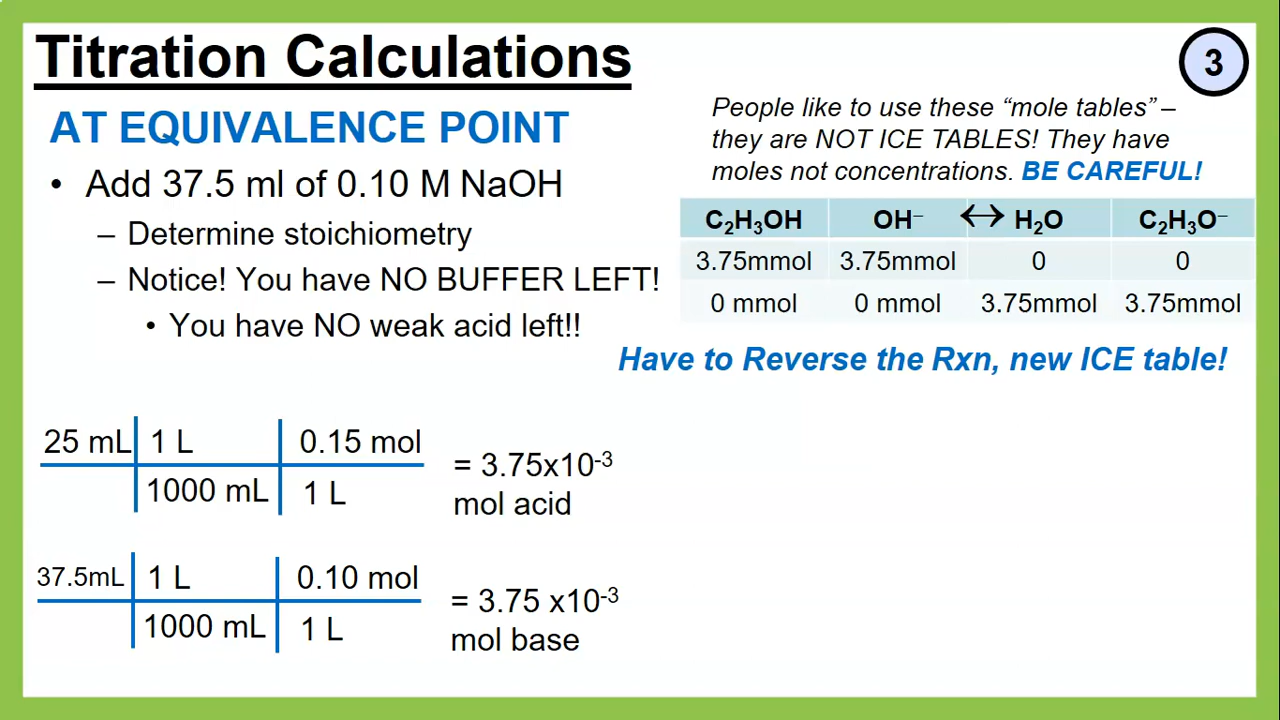 Titration Calculations
3
AT EQUIVALENCE POINT
• Add 37.5 ml of 0.10 M NaOH
– Determine stoichiometry
– Notice! You have NO BUFFER LEFT!
• You have NO weak acid left!!
People like to use these “mole tables” –
they are NOT ICE TABLES! They have
moles not concentrations. BE CAREFUL!
C₂H₃OH OH⁻ ↔ H₂O C₂H₃O⁻
3.75mmol 3.75mmol 0 0
0 mmol 0 mmol 3.75mmol 3.75mmol
Have to Reverse the Rxn, new ICE table!
25 mL 1 L 0.15 mol
1000 mL 1 L
= 3.75x10⁻³
mol acid
37.5mL 1 L 0.10 mol
1000 mL 1 L
= 3.75 x10⁻³
mol base